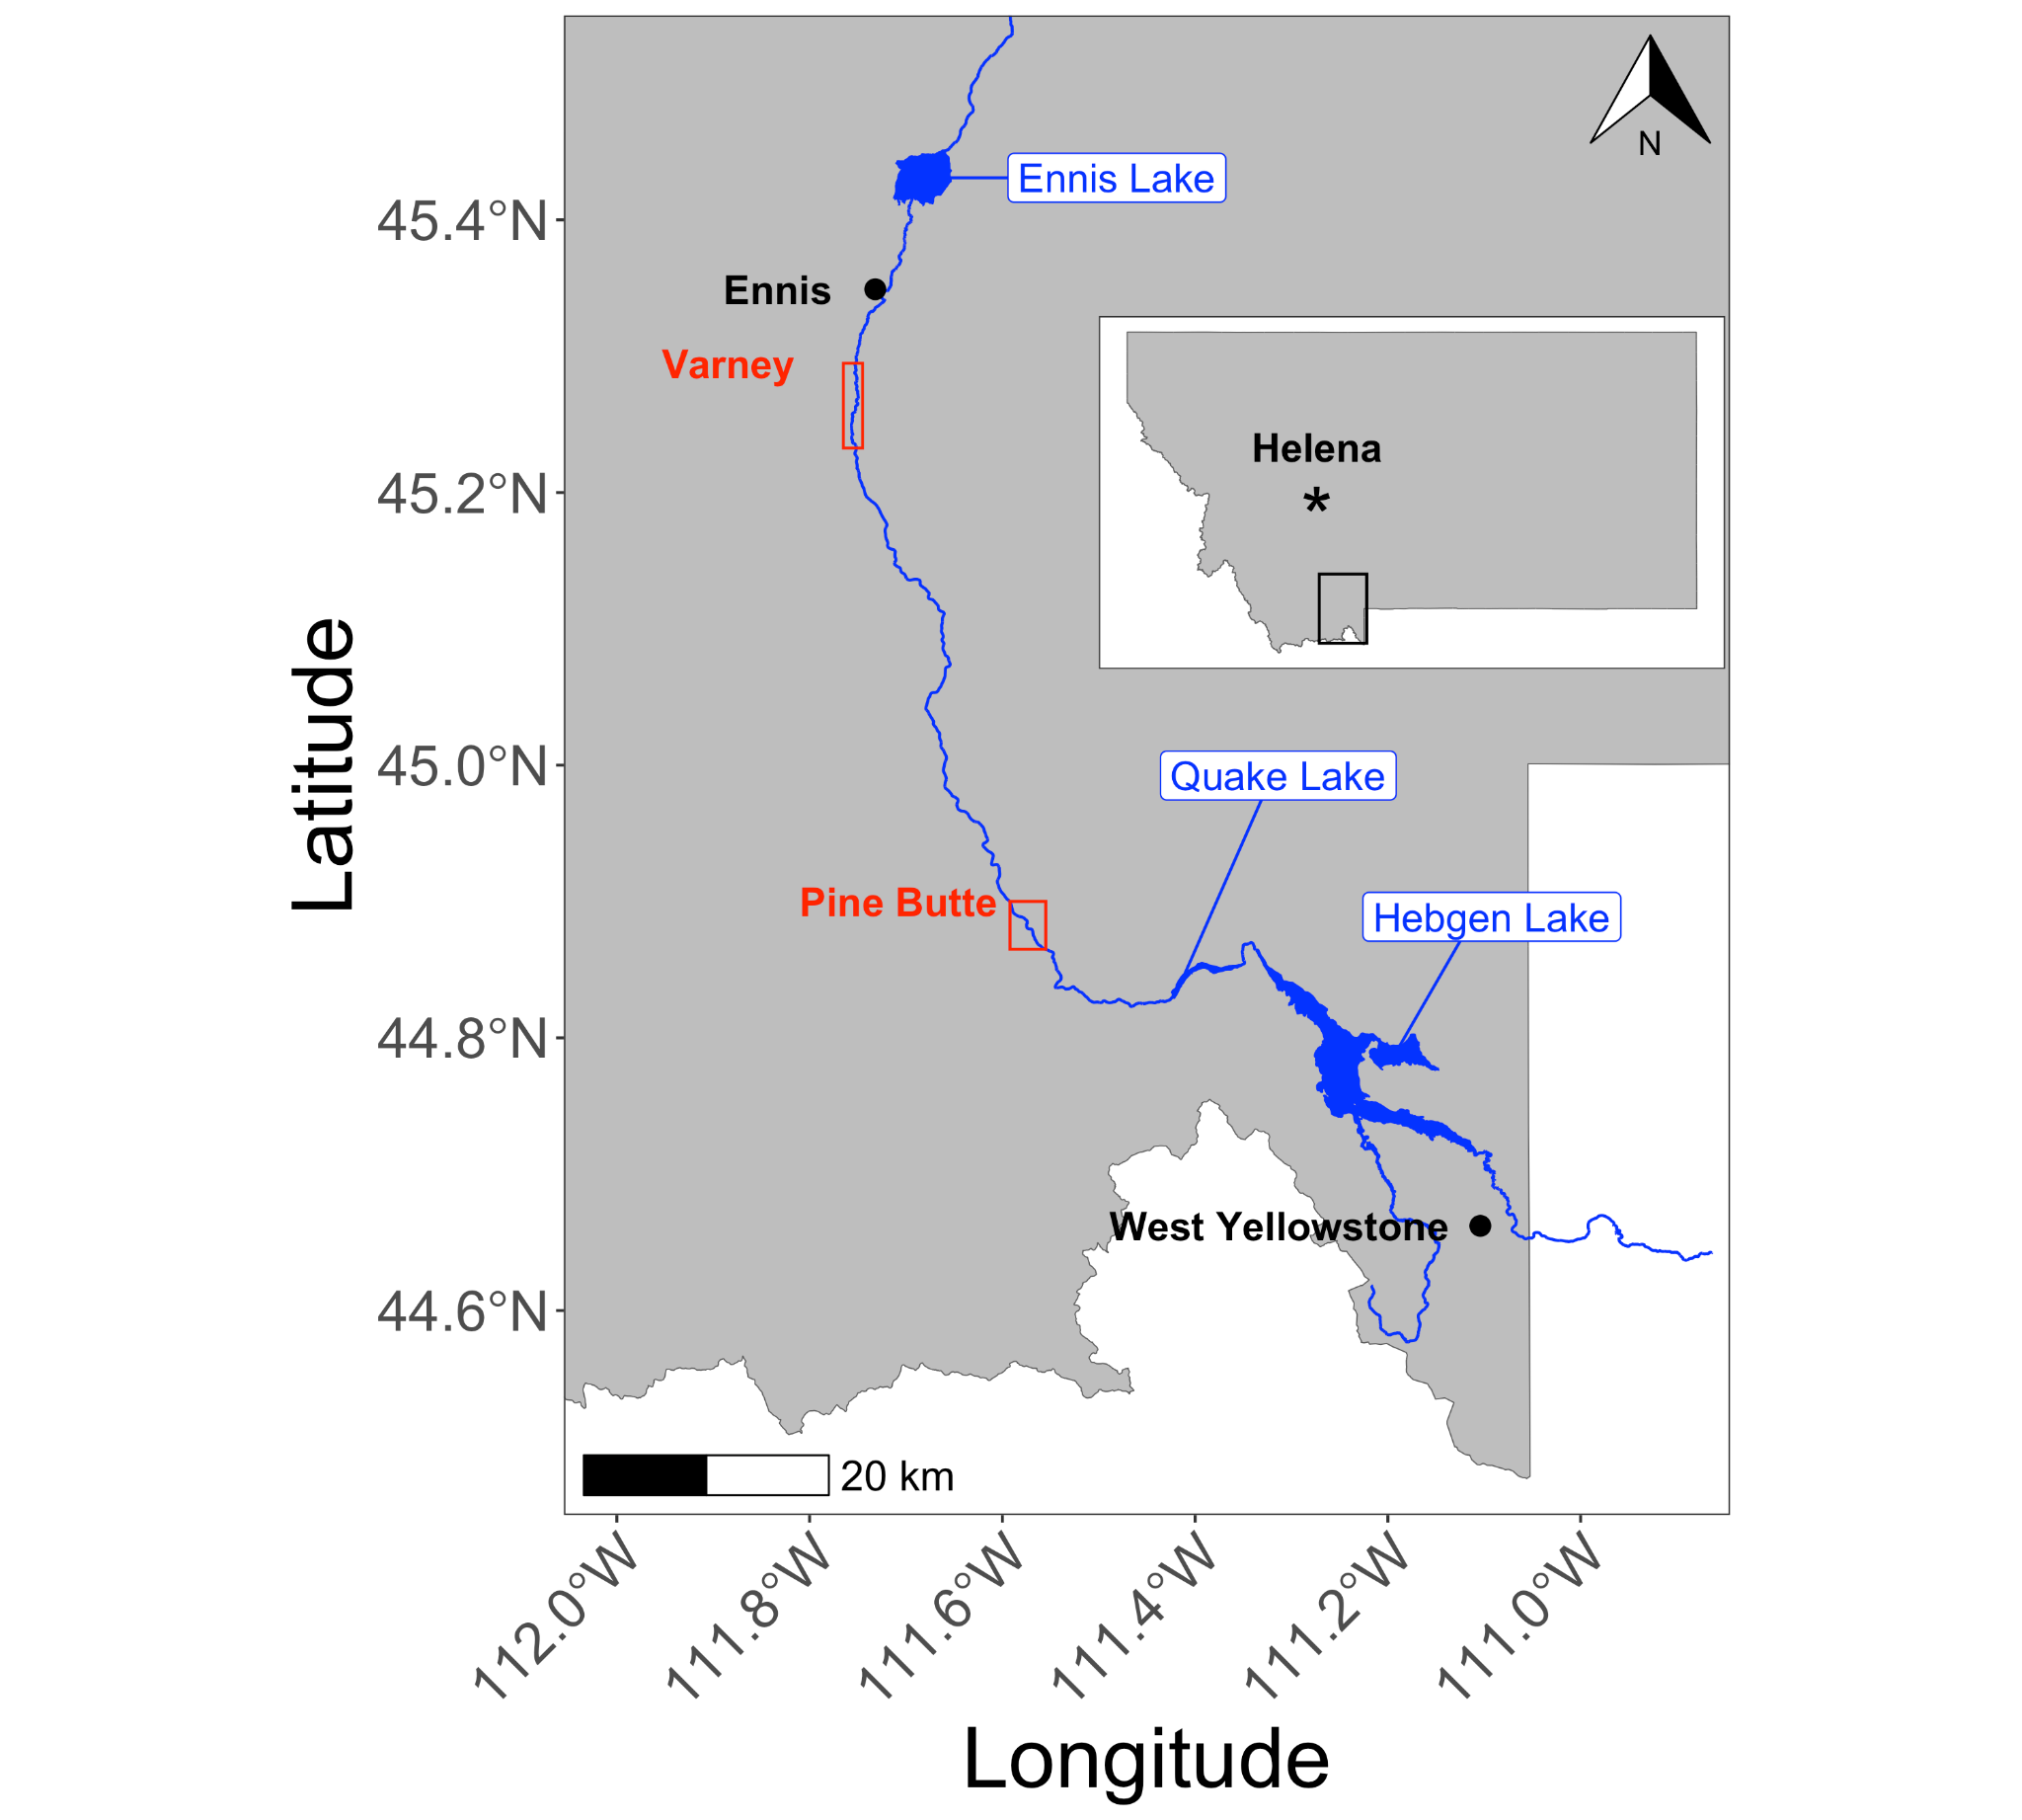 N
Ennis Lake
45.4°N
Ennis
Varney
Helena
*
45.2°N
Latitude
45.0°N
Quake Lake
Pine Butte
Hebgen Lake
44.8°N
West Yellowstone
44.6°N
20 km
112.0°W
111.8°W
111.6°W
111.4°W
111.2°W
111.0°W
Longitude